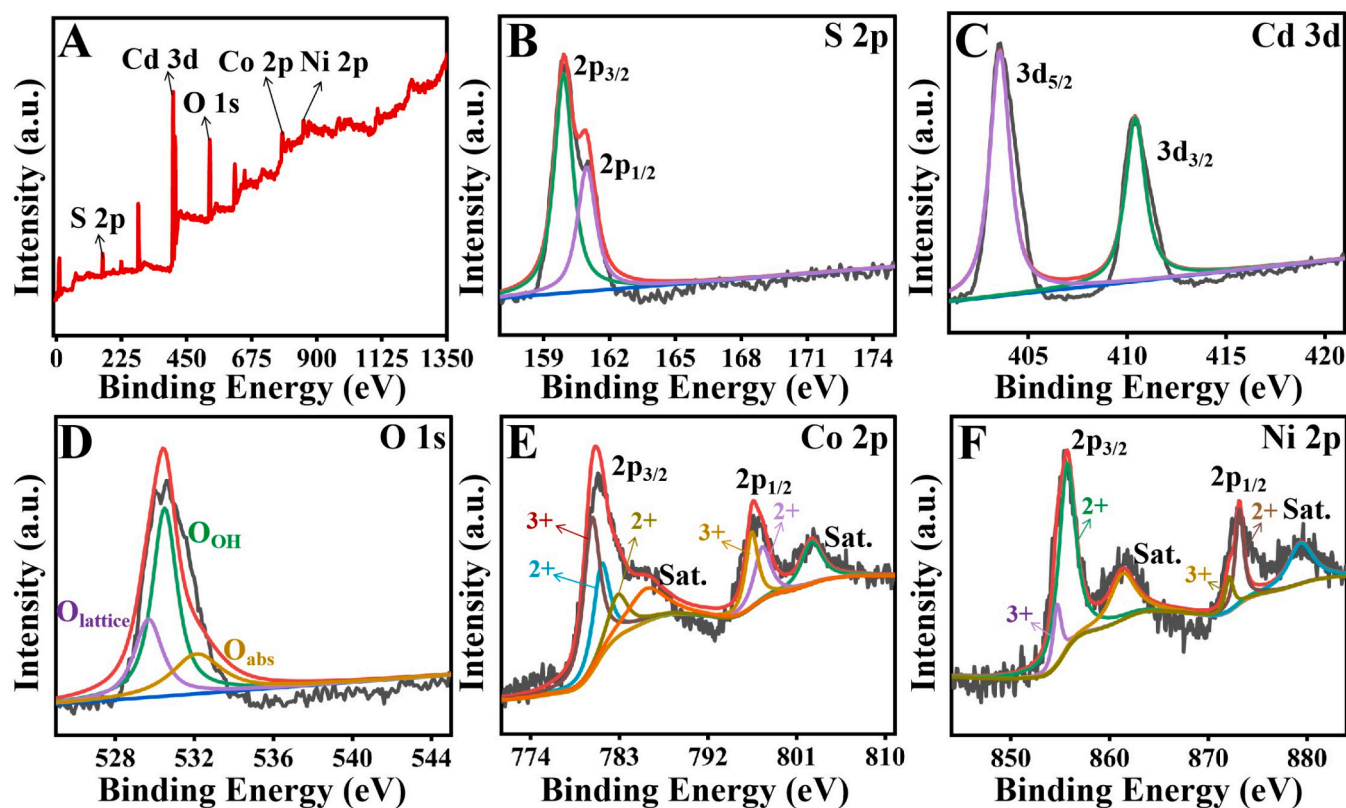 A
Cd 3d
Co 2p Ni 2p
O 1s
S 2p
Intensity (a.u.)
0 225 450 675 900 1125 1350
Binding Energy (eV)
B
S 2p
2p3/2
2p1/2
Intensity (a.u.)
159 162 165 168 171 174
Binding Energy (eV)
C
Cd 3d
3d5/2
3d3/2
Intensity (a.u.)
405 410 415 420
Binding Energy (eV)
D
O 1s
OOH
Olattice
Oabs
Intensity (a.u.)
528 532 536 540 544
Binding Energy (eV)
E
Co 2p
2p3/2
2p1/2
3+
2+
2+
Sat.
3+
2+
Sat.
Intensity (a.u.)
774 783 792 801 810
Binding Energy (eV)
F
Ni 2p
2p3/2
2p1/2
2+
Sat.
3+
2+
Sat.
3+
Intensity (a.u.)
850 860 870 880
Binding Energy (eV)